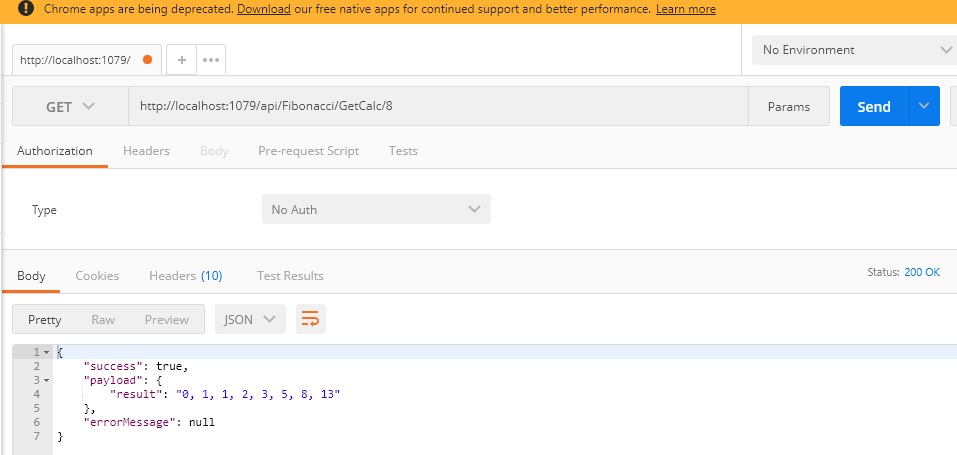 Chrome apps are being deprecated. Download our free native apps for continued support and better performance. Learn more
http://localhost:1079/
+
•••
No Environment
GET
http://localhost:1079/api/Fibonacci/GetCalc/8
Params
Send
Authorization Headers Body Pre-request Script Tests
Type No Auth
Body Cookies Headers (10) Test Results Status: 200 OK
Pretty Raw Preview JSON
1 {
2 "success": true,
3 "payload": {
4 "result": "0, 1, 1, 2, 3, 5, 8, 13"
5 },
6 "errorMessage": null
7 }